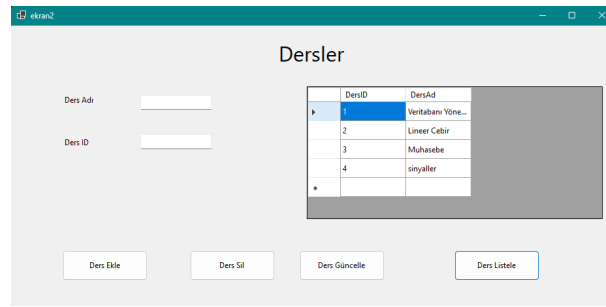 ekran2
Dersler
Ders Adı
Ders ID
DersID DersAd
1 Veritabanı Yöne...
2 Lineer Cebir
3 Muhasebe
4 sinyaller
Ders Ekle
Ders Sil
Ders Güncelle
Ders Listele